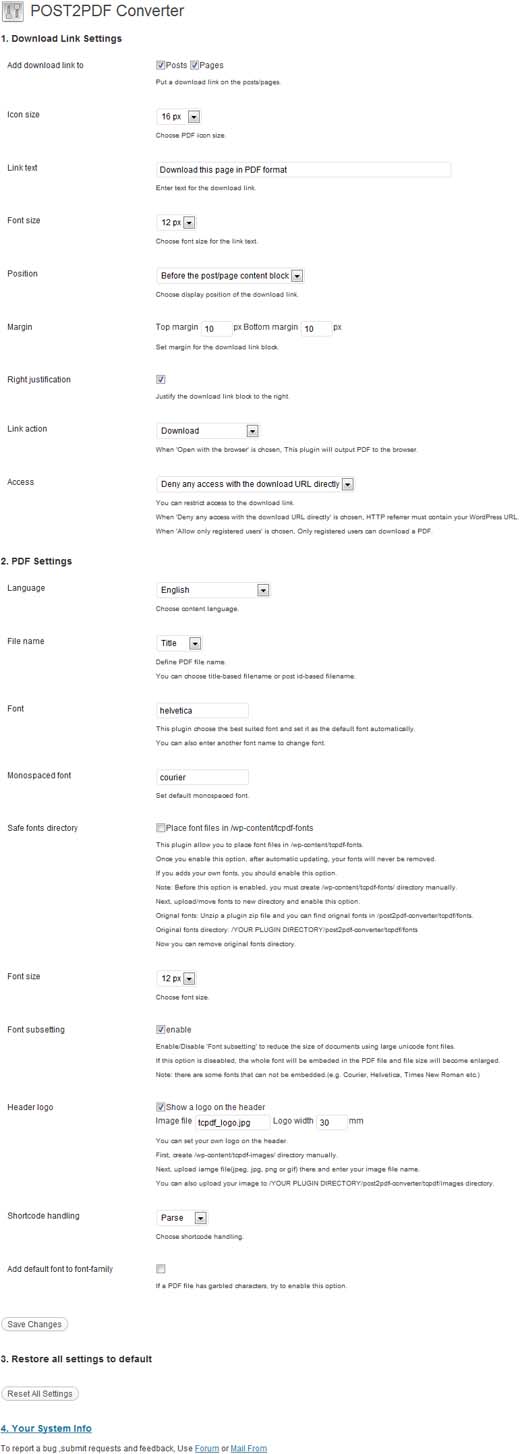 POST2PDF Converter
1. Download Link Settings
Add download link to
Posts Pages
Put a download link on the posts/pages.
Icon size
16 px
Choose PDF icon size.
Link text
Download this page in PDF format
Enter text for the download link.
Font size
12 px
Choose font size for the link text.
Position
Before the post/page content block
Choose display position of the download link.
Margin
Top margin 10 px Bottom margin 10 px
Set margin for the download link block.
Right justification
Justify the download link block to the right.
Link action
Download
When 'Open with the browser' is chosen, This plugin will output PDF to the browser.
Access
Deny any access with the download URL directly
You can restrict access to the download link.
When 'Deny any access with the download URL directly' is chosen, HTTP referrer must contain your WordPress URL.
When 'Allow only registered users' is chosen, Only registered users can download a PDF.
2. PDF Settings
Language
English
Choose content language.
File name
Title
Define PDF file name.
You can choose title-based filename or post id-based filename.
Font
helvetica
This plugin choose the best suited font and set it as the default font automatically.
You can also enter another font name to change font.
Monospaced font
courier
Set default monospaced font.
Safe fonts directory
Place font files in /wp-content/tcpdf-fonts
This plugin allow you to place font files in /wp-content/tcpdf-fonts.
Once you enable this option, after automatic updating, your fonts will never be removed.
If you adds your own fonts, you should enable this option.
Note: Before this option is enabled, you must create /wp-content/tcpdf-fonts/ directory manually.
Next, upload/move fonts to new directory and enable this option.
Orignal fonts: Unzip a plugin zip file and you can find orignal fonts in /post2pdf-converter/tcpdf/fonts.
Original fonts directory: /YOUR PLUGIN DIRECTORY/post2pdf-converter/tcpdf/fonts
Now you can remove original fonts directory.
Font size
12 px
Choose font size.
Font subsetting
enable
Enable/Disable 'Font subsetting' to reduce the size of documents using large unicode font files.
If this option is diseabled, the whole font will be embeded in the PDF file and file size will become enlarged.
Note: there are some fonts that can not be embedded.(e.g. Courier, Helvetica, Times New Roman etc.)
Header logo
Show a logo on the header
Image file tcpdf_logo.jpg Logo width 30 mm
You can set your own logo on the header.
First, create /wp-content/tcpdf-images/ directory manually.
Next, upload iamge file(jpeg, jpg, png or gif) there and enter your image file name.
You can also upload your image to /YOUR PLUGIN DIRECTORY/post2pdf-converter/tcpdf/images directory.
Shortcode handling
Parse
Choose shortcode handling.
Add default font to font-family
If a PDF file has garbled characters, try to enable this option.
Save Changes
3. Restore all settings to default
Reset All Settings
4. Your System Info
To report a bug ,submit requests and feedback, Use Forum or Mail From